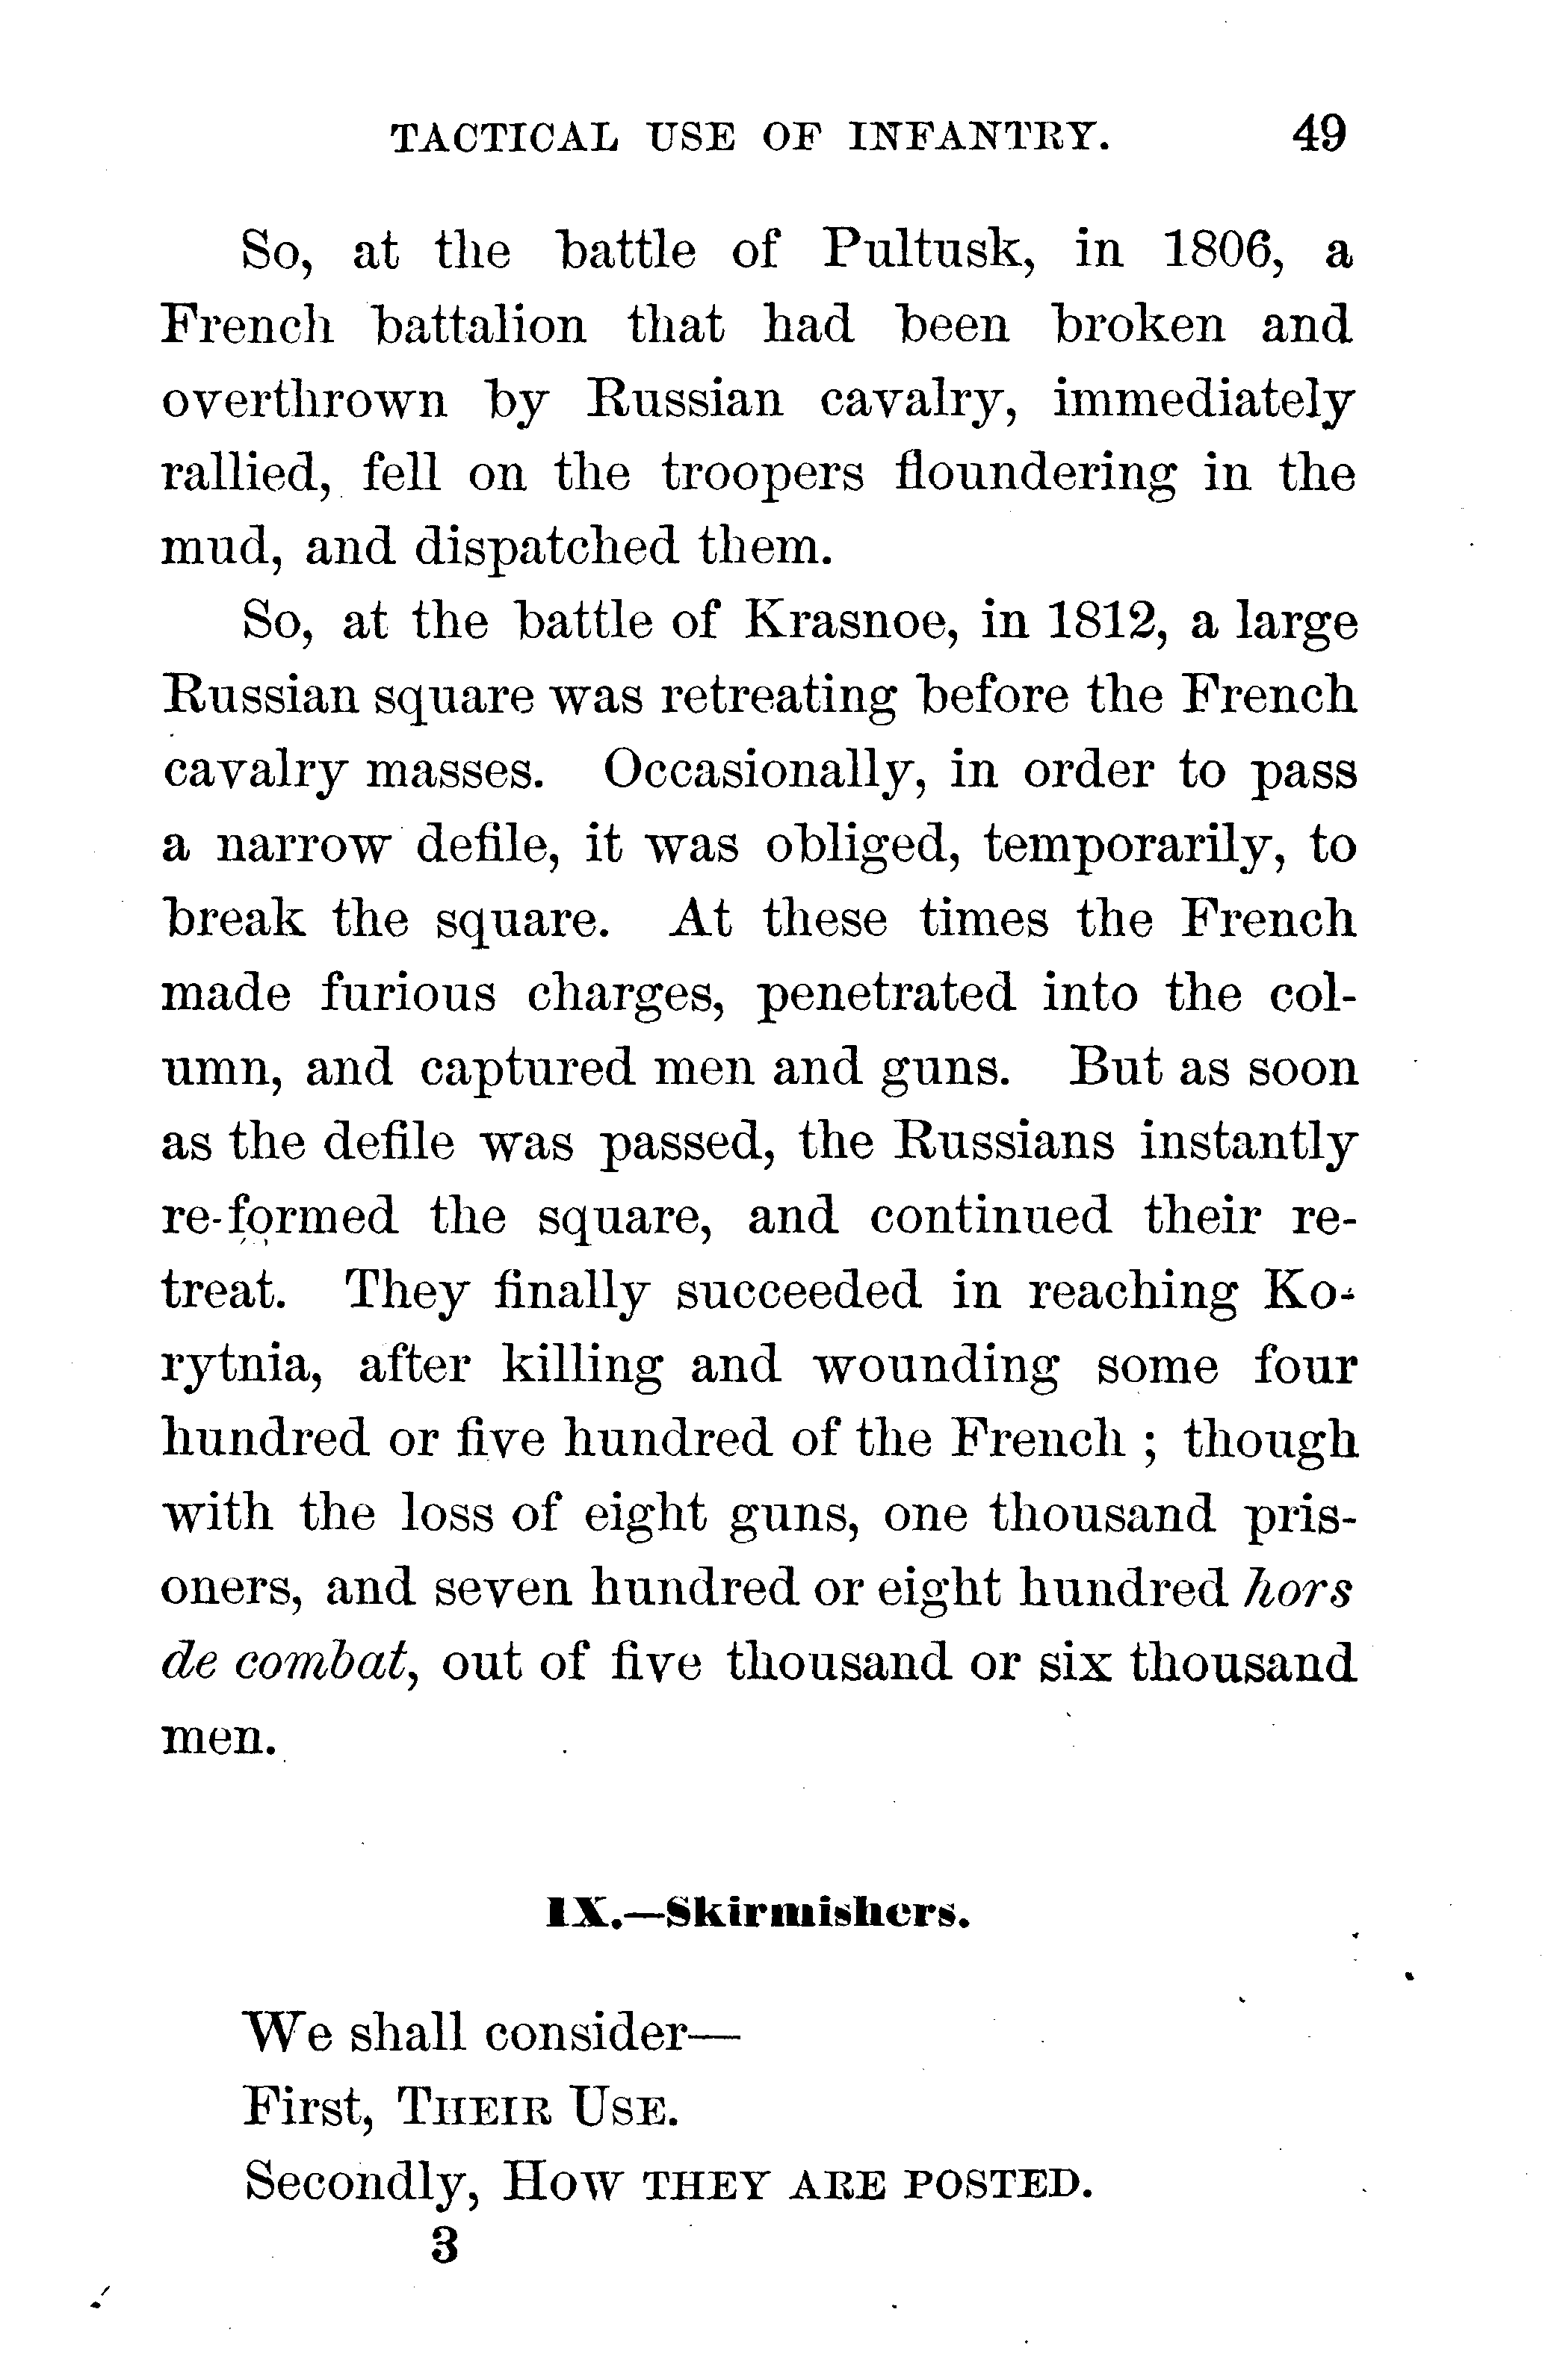 TACTICAL USE OF INFANTRY. 49
So, at the battle of Pultusk, in 1806, a
French battalion that had been broken and
overthrown by Russian cavalry, immediately
rallied, fell on the troopers floundering in the
mud, and dispatched them.
So, at the battle of Krasnoe, in 1812, a large
Russian square was retreating before the French
cavalry masses. Occasionally, in order to pass
a narrow defile, it was obliged, temporarily, to
break the square. At these times the French
made furious charges, penetrated into the col-
umn, and captured men and guns. But as soon
as the defile was passed, the Russians instantly
re-formed the square, and continued their re-
treat. They finally succeeded in reaching Ko-
rytnia, after killing and wounding some four
hundred or five hundred of the French ; though
with the loss of eight guns, one thousand pris-
oners, and seven hundred or eight hundred hors
de combat, out of five thousand or six thousand
men.
IX.—Skirmishers.
We shall consider—
First, THEIR USE.
Secondly, HOW THEY ARE POSTED.
3